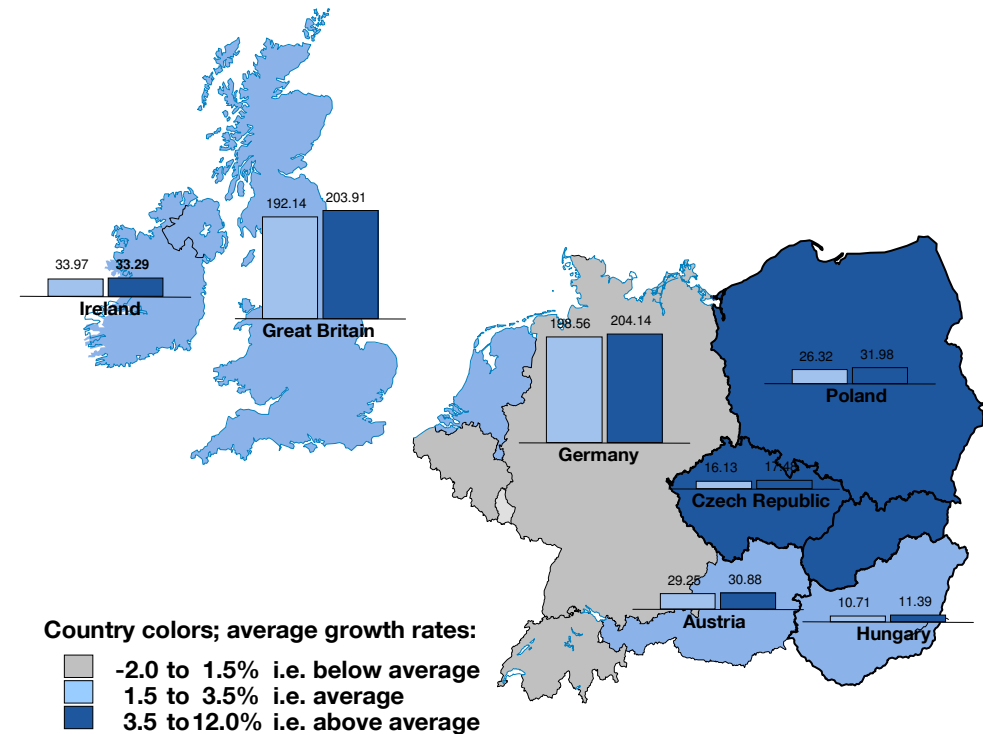 192.14 203.91
33.97 33.29
Ireland
Great Britain
198.56 204.14
Germany
26.32 31.98
Poland
16.13 17.48
Czech Republic
29.25 30.88
Austria
10.71 11.39
Hungary
Country colors; average growth rates:
-2.0 to 1.5% i.e. below average
1.5 to 3.5% i.e. average
3.5 to 12.0% i.e. above average